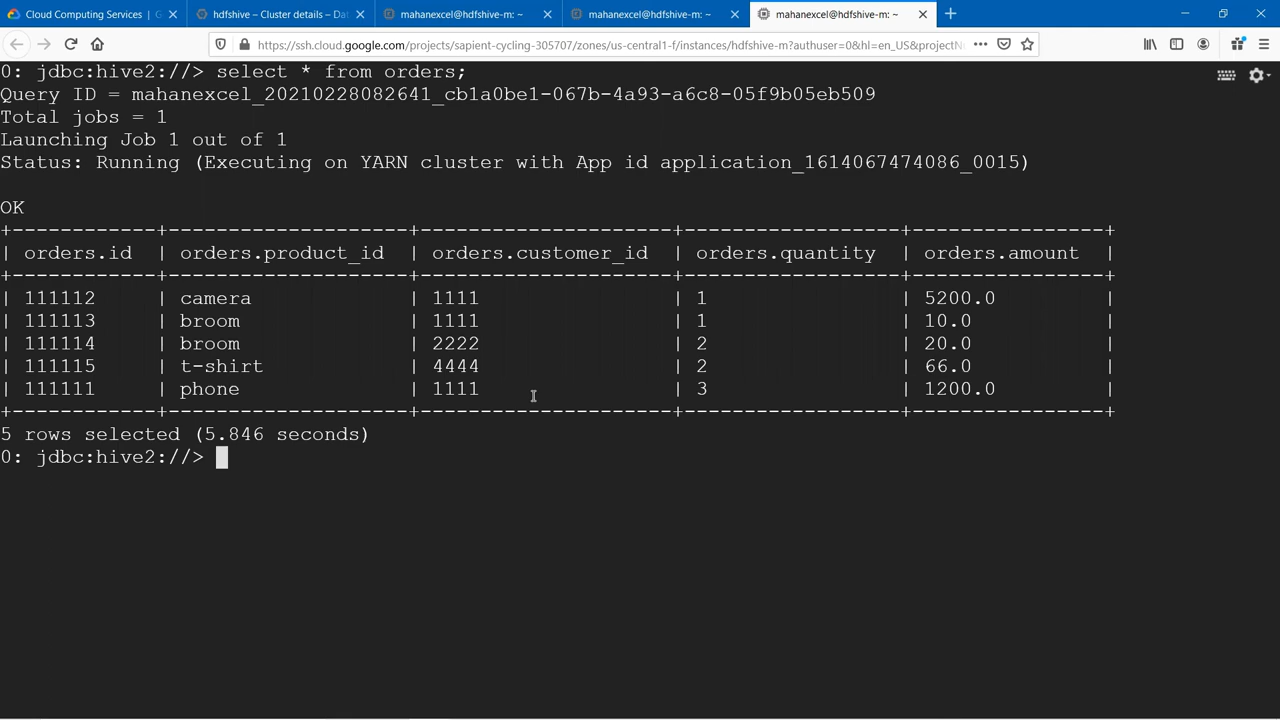 Cloud Computing Services | G
hdfshive – Cluster details – Dat
mahanexcel@hdfshive-m: ~
mahanexcel@hdfshive-m: ~
mahanexcel@hdfshive-m: ~
https://ssh.cloud.google.com/projects/sapient-cycling-305707/zones/us-central1-f/instances/hdfshive-m?authuser=0&hl=en_US&projectN
0: jdbc:hive2://> select * from orders;
Query ID = mahanexcel_20210228082641_cb1a0be1-067b-4a93-a6c8-05f9b05eb509
Total jobs = 1
Launching Job 1 out of 1
Status: Running (Executing on YARN cluster with App id application_1614067474086_0015)
OK
+------------+--------------------+---------------------+------------------+----------------+
| orders.id | orders.product_id | orders.customer_id | orders.quantity | orders.amount |
+------------+--------------------+---------------------+------------------+----------------+
| 111112 | camera | 1111 | 1 | 5200.0 |
| 111113 | broom | 1111 | 1 | 10.0 |
| 111114 | broom | 2222 | 2 | 20.0 |
| 111115 | t-shirt | 4444 | 2 | 66.0 |
| 111111 | phone | 1111 | 3 | 1200.0 |
+------------+--------------------+---------------------+------------------+----------------+
5 rows selected (5.846 seconds)
0: jdbc:hive2://>